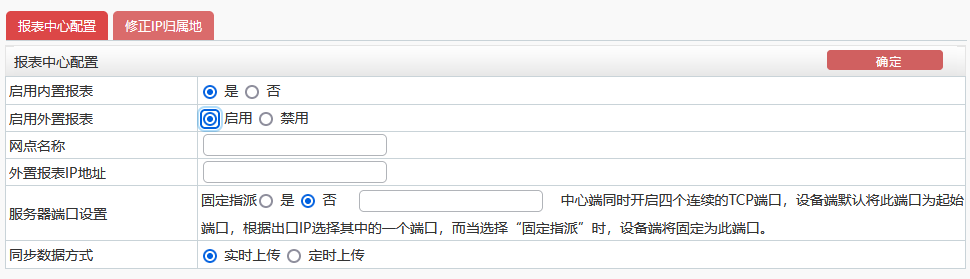 报表中心配置 修正IP归属地
报表中心配置 确定
启用内置报表 是 否
启用外置报表 启用 禁用
网点名称
外置报表IP地址
服务器端口设置 固定指派 是 否 中心端同时开启四个连续的TCP端口，设备端默认将此端口为起始
端口，根据出口IP选择其中的一个端口，而当选择“固定指派”时，设备端将固定为此端口。
同步数据方式 实时上传 定时上传